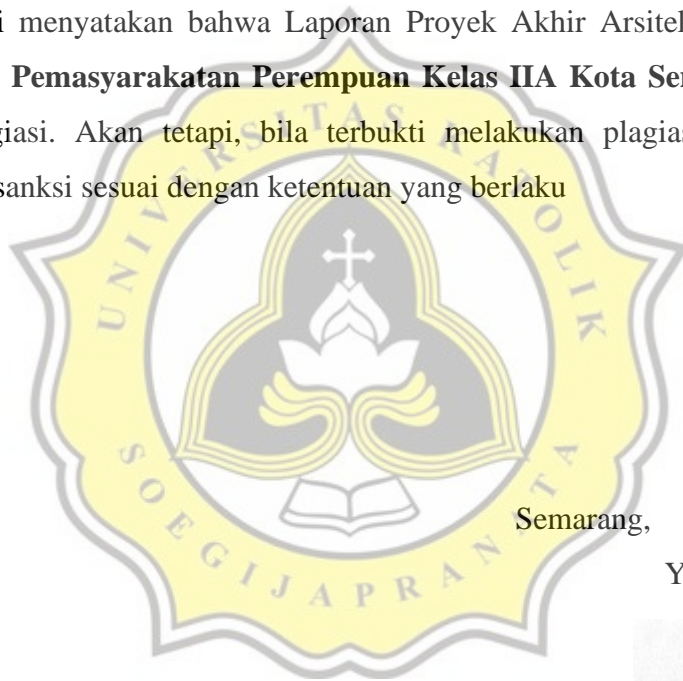 i menyatakan bahwa Laporan Proyek Akhir Arsitek
Pemasyarakatan Perempuan Kelas IIA Kota Se
giasi. Akan tetapi, bila terbukti melakukan plagias
sanksi sesuai dengan ketentuan yang berlaku
UNIVERSITAS KATOLIK
SOEGIJAPRANATA
Semarang,
Y